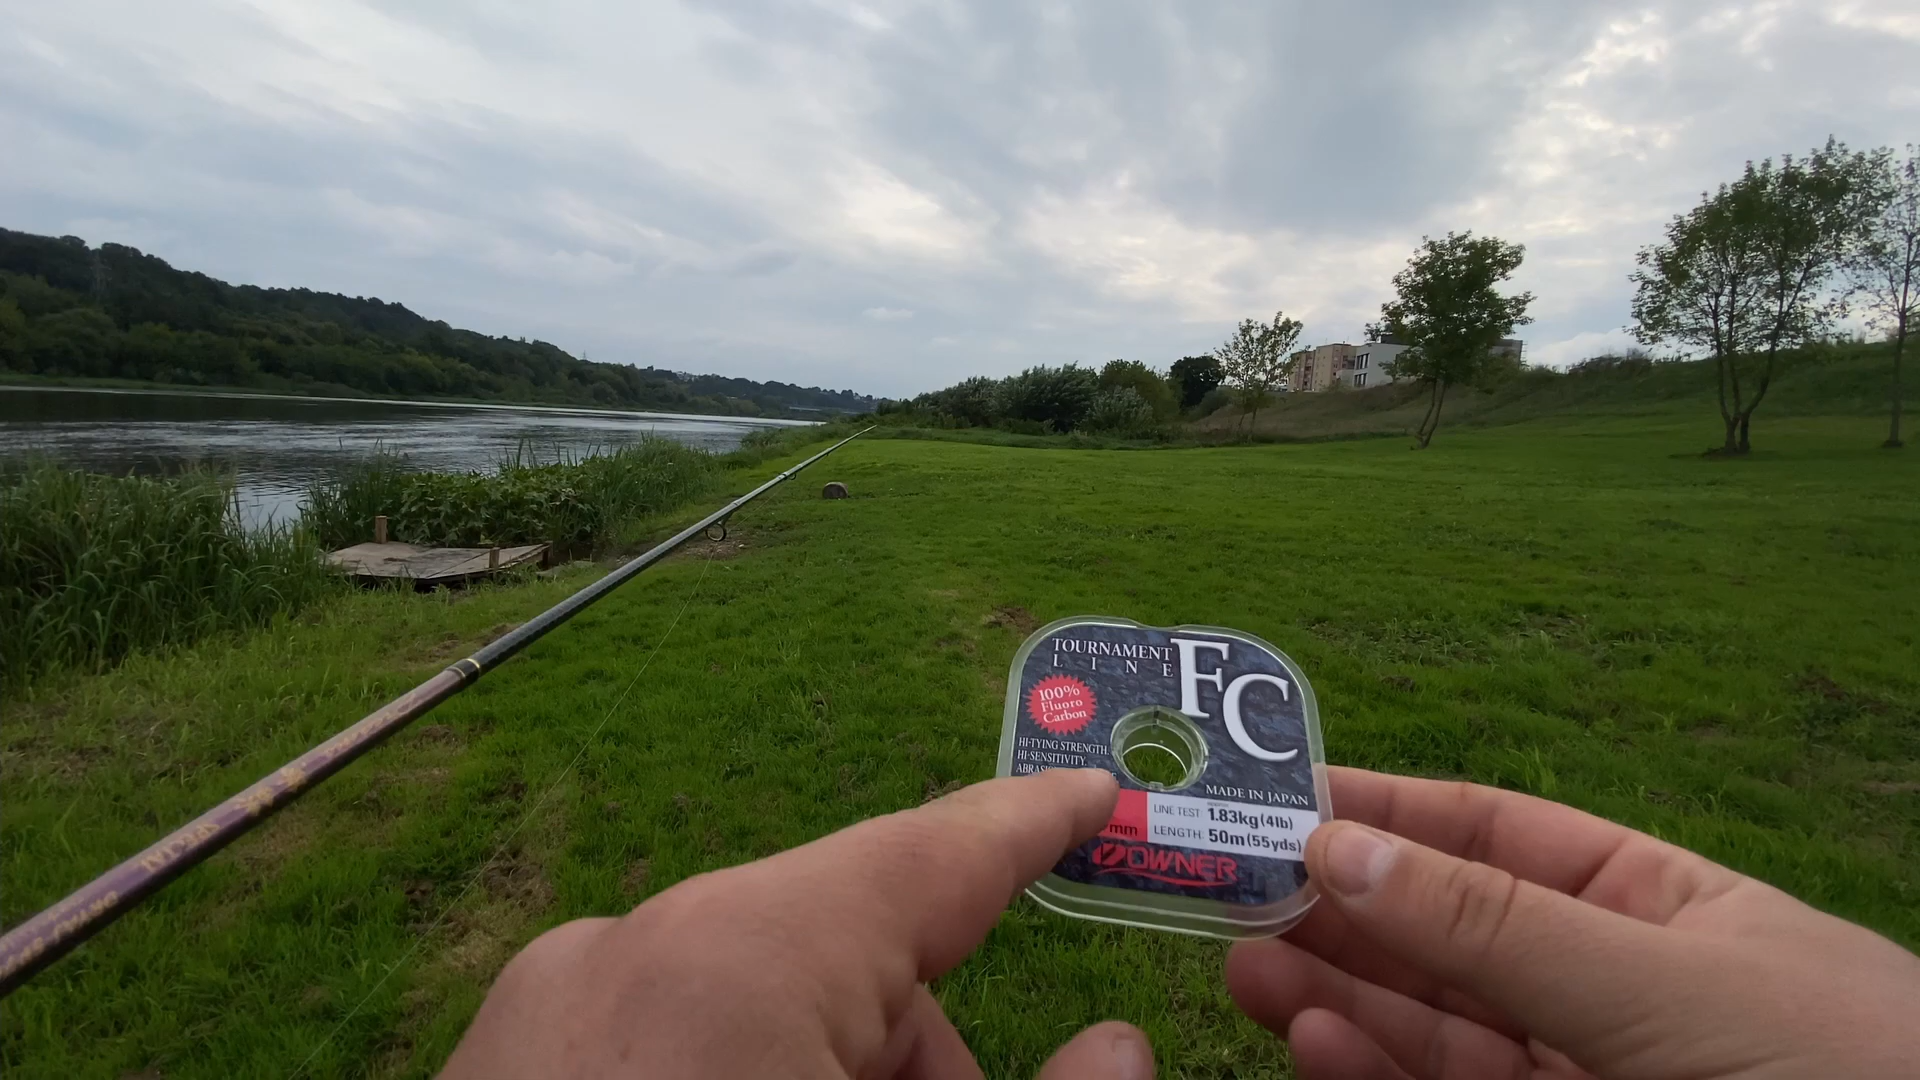 TOURNAMENT
LINE
FC
100%
Fluoro
Carbon
HI-TYING STRENGTH.
HI-SENSITIVITY.
MADE IN JAPAN
mm
LINE TEST 1.83kg(4lb)
LENGTH: 50m(55yds)
OWNER